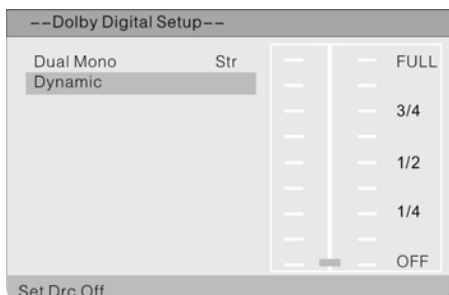 --Dolby Digital Setup--
Dual Mono Str FULL
Dynamic
3/4
1/2
1/4
OFF
Set Drc Off